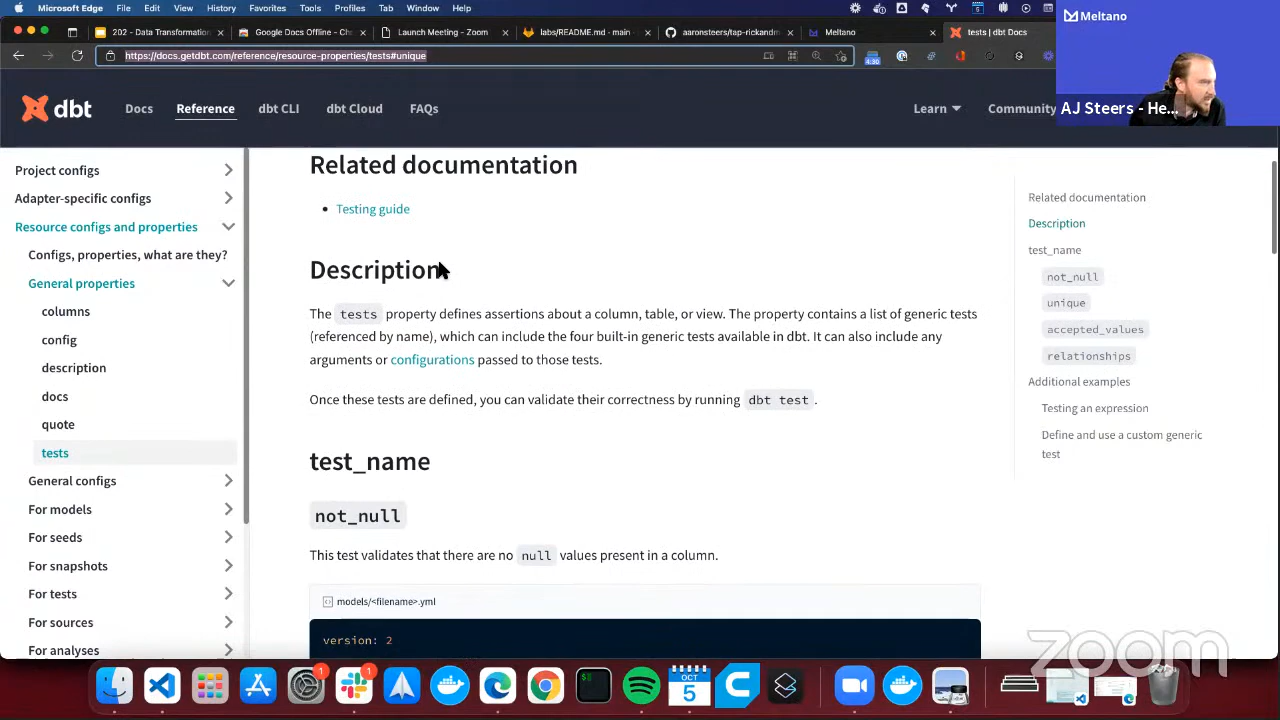 Edge File Edit View History Favorites Tools Profiles Tab Window Help
202 - Data Transformation
Google Docs Offline - Ch
Launch Meeting - Zoom
labs/README.md · main ·
aaronsteers/tap-rickandm
Meltano
tests | dbt Docs
https://docs.getdbt.com/reference/resource-properties/tests#unique
4:30
Meltano
AJ Steers - He...
dbt
Docs
Reference
dbt CLI
dbt Cloud
FAQs
Learn
Community
Project configs
Adapter-specific configs
Resource configs and properties
Configs, properties, what are they?
General properties
columns
config
description
docs
quote
tests
General configs
For models
For seeds
For snapshots
For tests
For sources
For analyses
Related documentation
Testing guide
Description
The tests property defines assertions about a column, table, or view. The property contains a list of generic tests
(referenced by name), which can include the four built-in generic tests available in dbt. It can also include any
arguments or configurations passed to those tests.
Once these tests are defined, you can validate their correctness by running dbt test .
test_name
not_null
This test validates that there are no null values present in a column.
models/<filename>.yml
version: 2
Related documentation
Description
test_name
not_null
unique
accepted_values
relationships
Additional examples
Testing an expression
Define and use a custom generic
test
zoom
1
1
$
OCT
5